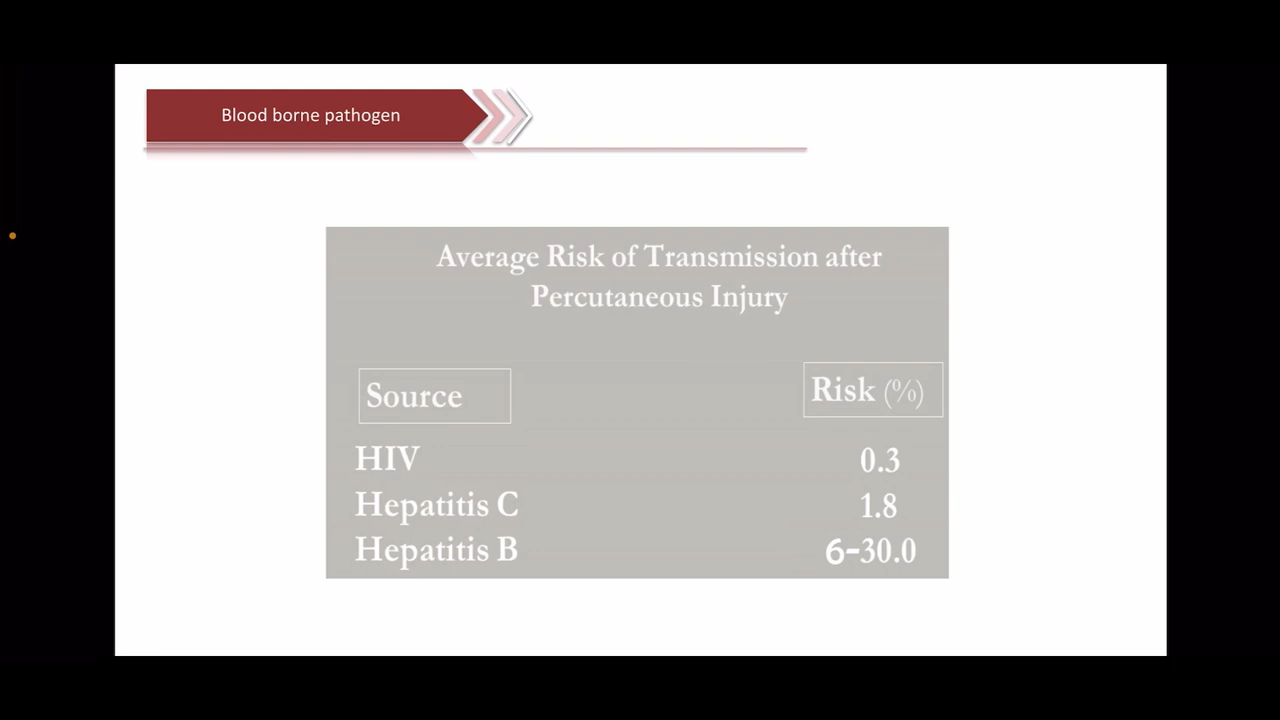 Blood borne pathogen
Average Risk of Transmission after
Percutaneous Injury
Source Risk (%)
HIV 0.3
Hepatitis C 1.8
Hepatitis B 6-30.0